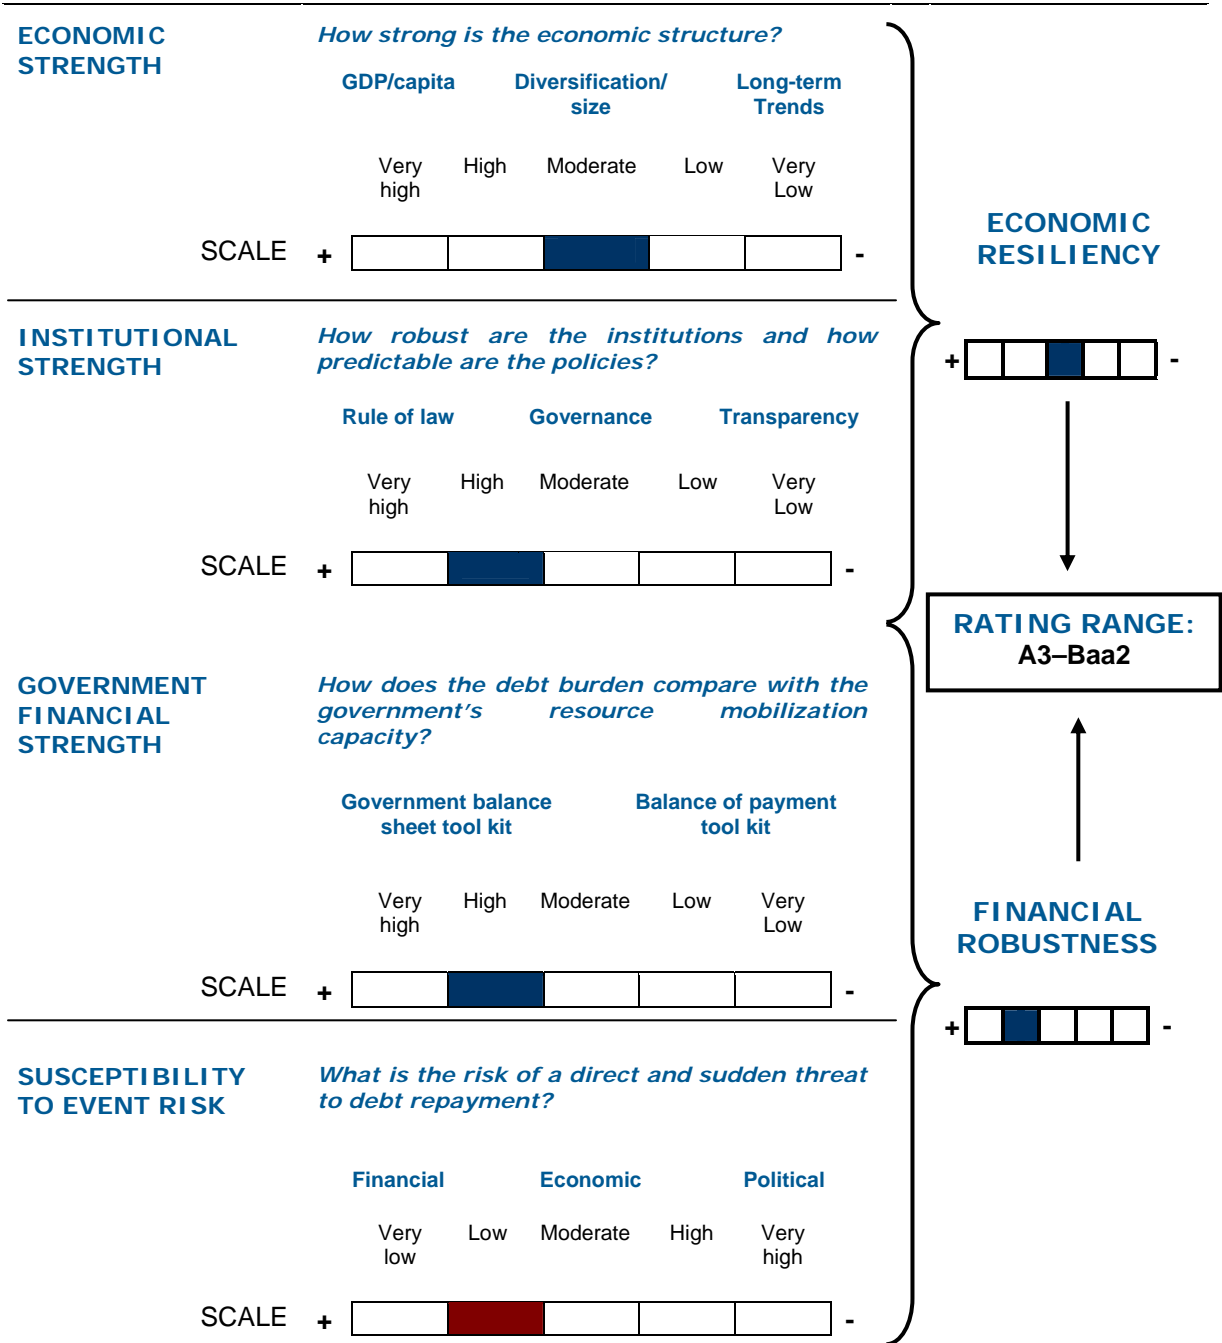 ECONOMIC
STRENGTH
How strong is the economic structure?
GDP/capita
Diversification/
size
Long-term
Trends
Very
high
High
Moderate
Low
Very
Low
SCALE + -
INSTITUTIONAL
STRENGTH
How robust are the institutions and how
predictable are the policies?
Rule of law
Governance
Transparency
Very
high
High
Moderate
Low
Very
Low
SCALE + -
GOVERNMENT
FINANCIAL
STRENGTH
How does the debt burden compare with the
government's resource mobilization
capacity?
Government balance
sheet tool kit
Balance of payment
tool kit
Very
high
High
Moderate
Low
Very
Low
SCALE + -
SUSCEPTIBILITY
TO EVENT RISK
What is the risk of a direct and sudden threat
to debt repayment?
Financial
Economic
Political
Very
low
Low
Moderate
High
Very
high
SCALE + -
ECONOMIC
RESILIENCY
+ -
RATING RANGE:
A3–Baa2
FINANCIAL
ROBUSTNESS
+ -